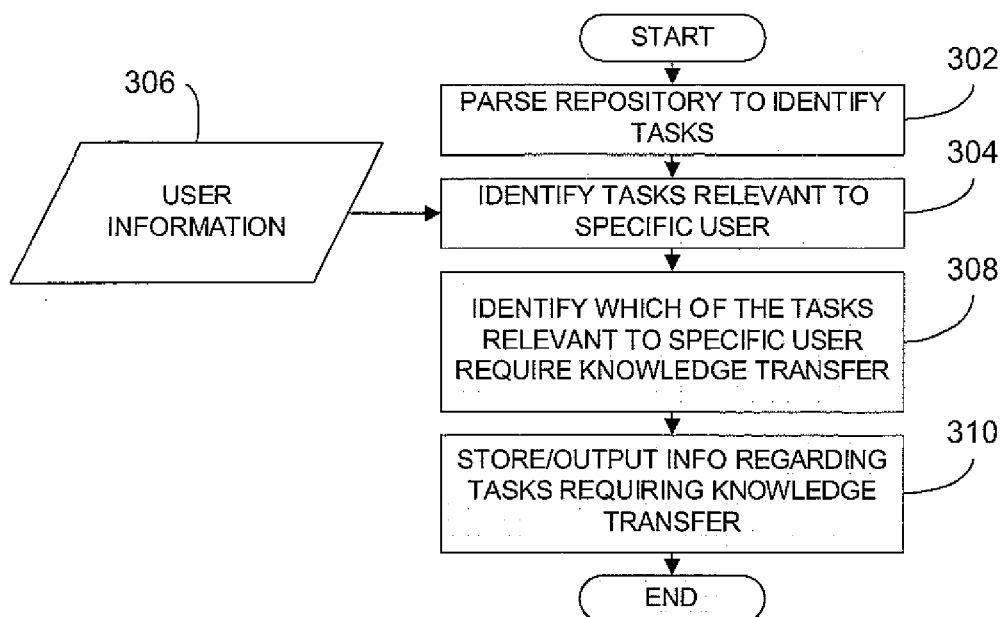 START
302
PARSE REPOSITORY TO IDENTIFY
TASKS
306
USER
INFORMATION
304
IDENTIFY TASKS RELEVANT TO
SPECIFIC USER
308
IDENTIFY WHICH OF THE TASKS
RELEVANT TO SPECIFIC USER
REQUIRE KNOWLEDGE TRANSFER
310
STORE/OUTPUT INFO REGARDING
TASKS REQUIRING KNOWLEDGE
TRANSFER
END